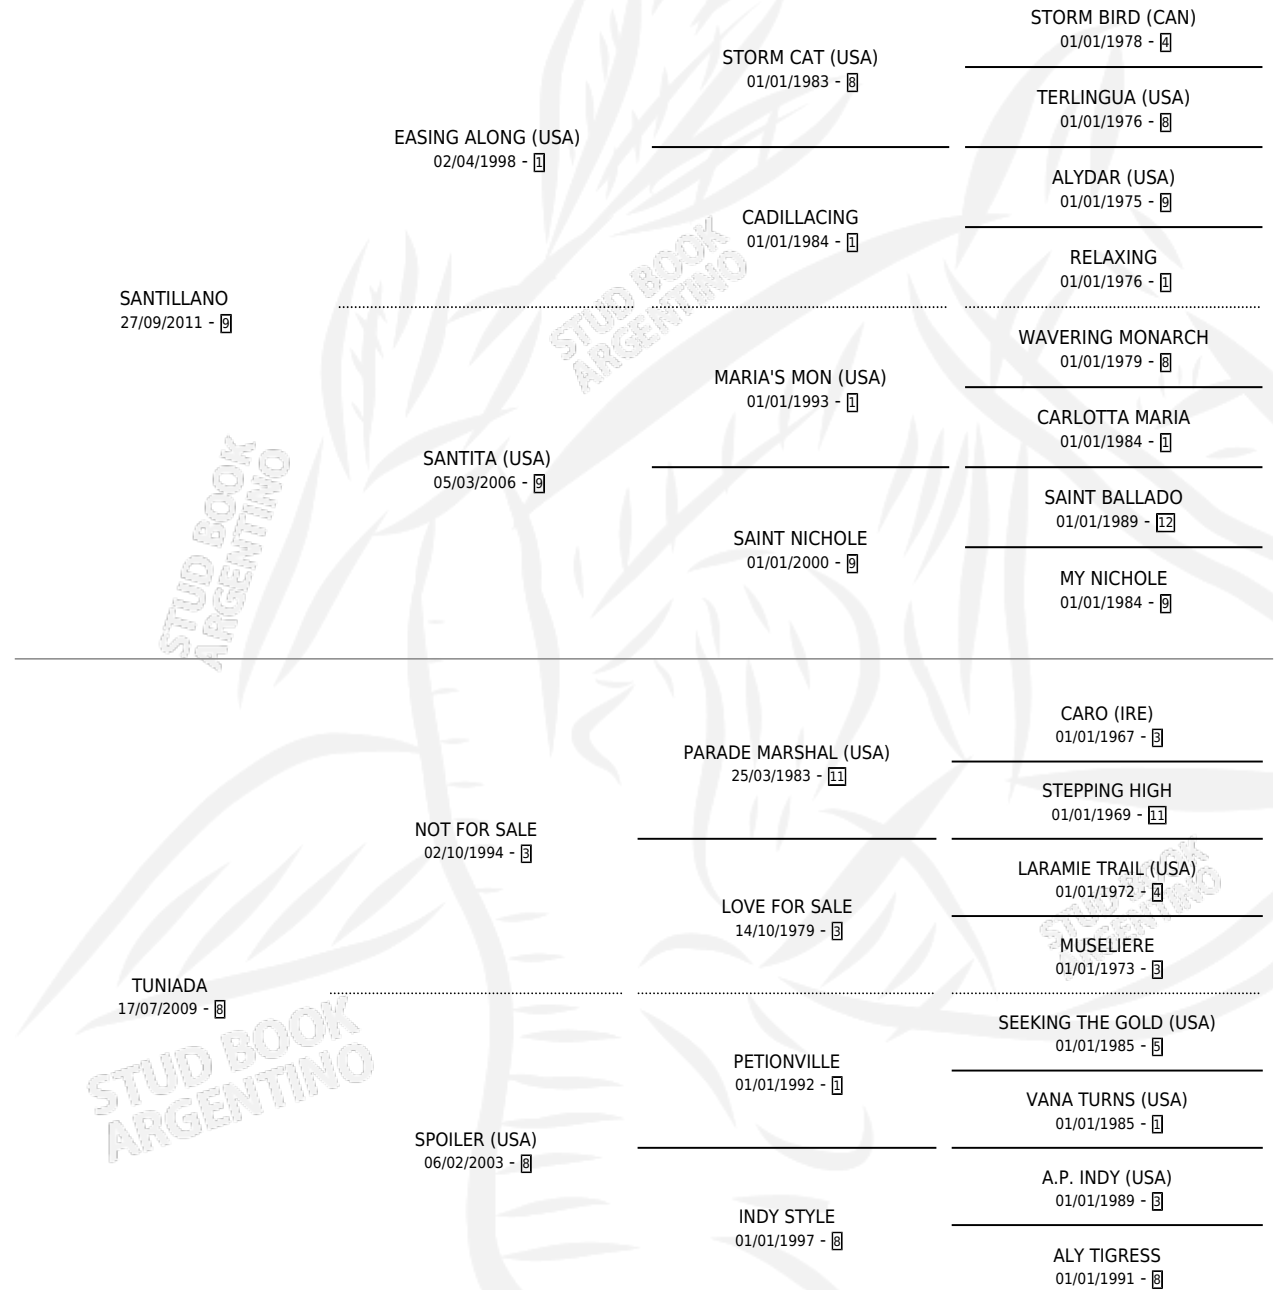 STORM BIRD (CAN)
01/01/1978 - 4
STORM CAT (USA)
01/01/1983 - 8
TERLINGUA (USA)
01/01/1976 - 8
EASING ALONG (USA)
02/04/1998 - 1
ALYDAR (USA)
01/01/1975 - 9
CADILLACING
01/01/1984 - 1
RELAXING
01/01/1976 - 1
SANTILLANO
27/09/2011 - 9
WAVERING MONARCH
01/01/1979 - 8
MARIA'S MON (USA)
01/01/1993 - 1
CARLOTTA MARIA
01/01/1984 - 1
SANTITA (USA)
05/03/2006 - 9
SAINT BALLADO
01/01/1989 - 12
SAINT NICHOLE
01/01/2000 - 9
MY NICHOLE
01/01/1984 - 9
CARO (IRE)
01/01/1967 - 3
PARADE MARSHAL (USA)
25/03/1983 - 11
STEPPING HIGH
01/01/1969 - 11
NOT FOR SALE
02/10/1994 - 3
LARAMIE TRAIL (USA)
01/01/1972 - 4
LOVE FOR SALE
14/10/1979 - 3
MUSELIERE
01/01/1973 - 3
TUNIADA
17/07/2009 - 8
SEEKING THE GOLD (USA)
01/01/1985 - 5
PETIONVILLE
01/01/1992 - 1
VANA TURNS (USA)
01/01/1985 - 1
SPOILER (USA)
06/02/2003 - 8
A.P. INDY (USA)
01/01/1989 - 3
INDY STYLE
01/01/1997 - 8
ALY TIGRESS
01/01/1991 - 8
STUD BOOK
ARGENTINO
STUD BOOK
ARGENTINO
STUD BOOK
ARGENTINO
STUD BOOK
ARGENTINO